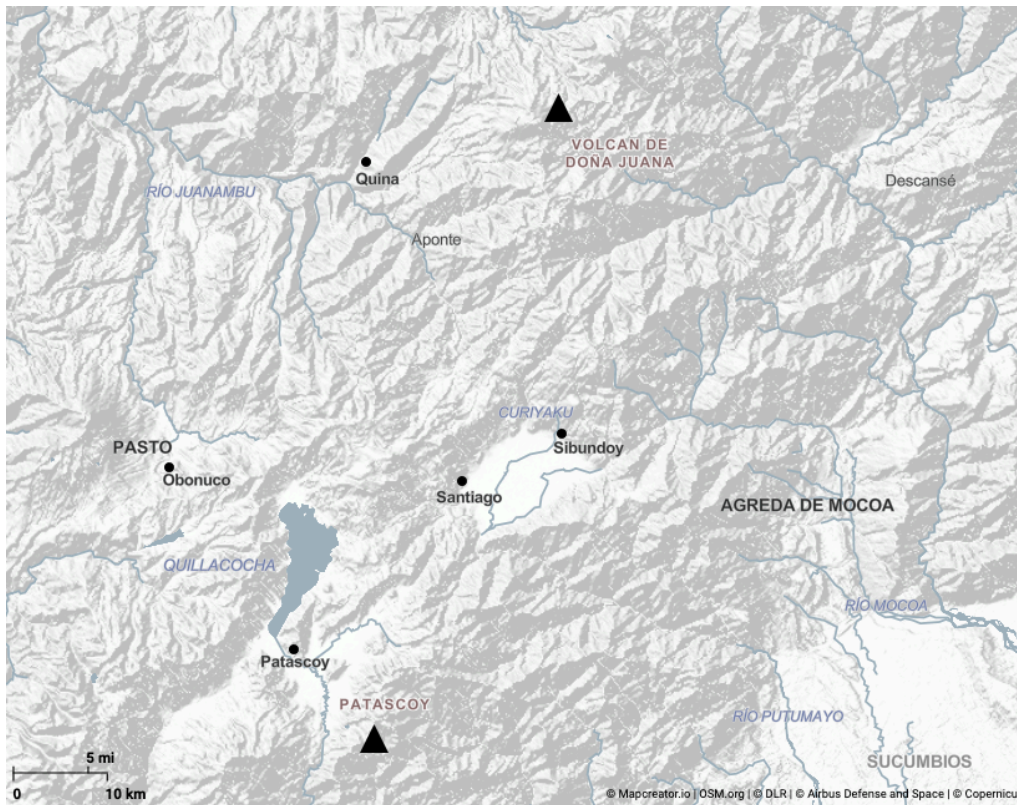 VOLCAN DE
DOÑA JUANA
Quina
Descansé
RÍO JUANAMBU
Aponte
CURIYAKU
PASTO
Sibundoy
Obonuco
Santiago
AGREDA DE MOCOA
QUILLACOCHA
RÍO MOCOA
Patascoy
PATASCOY
RÍO PUTUMAYO
SUCUMBIOS
5 mi
0 10 km
© Mapcreator.io | OSM.org | © DLR | © Airbus Defense and Space | © Copernicu